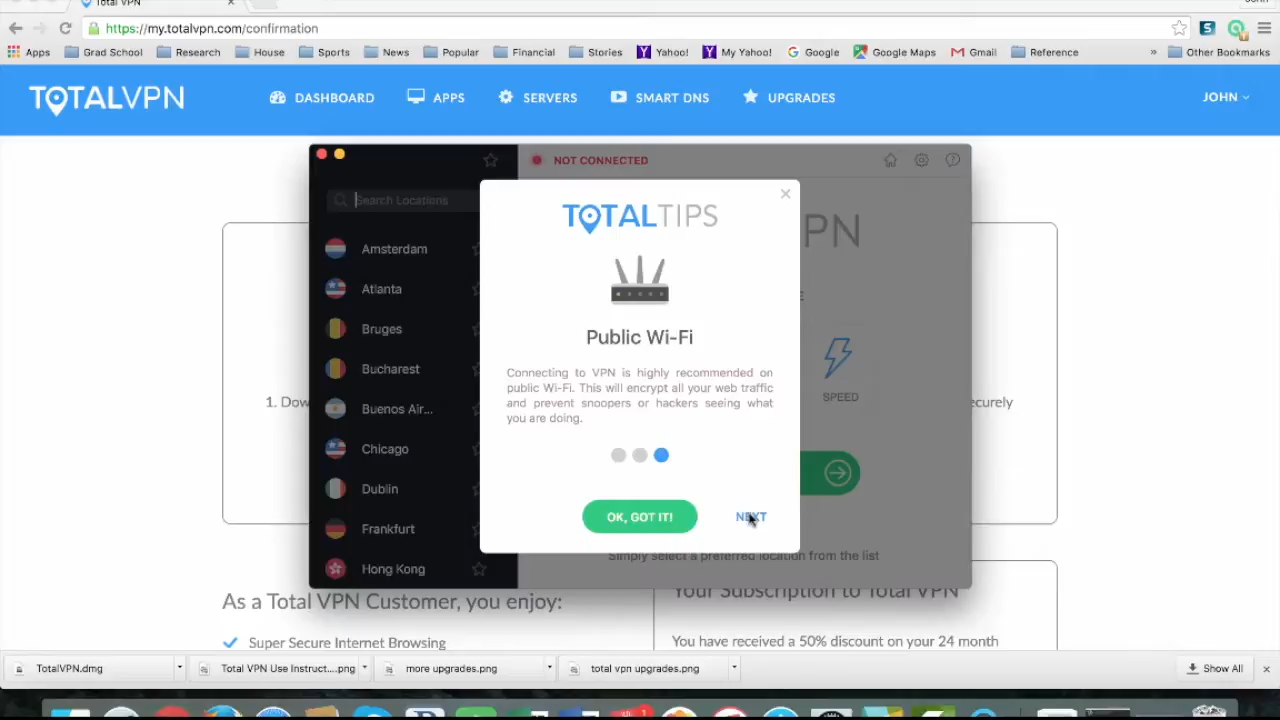 Total VPN
John
https://my.totalvpn.com/confirmation
Apps Grad School Research House Sports News Popular Financial Stories Yahoo! My Yahoo! Google Google Maps Gmail Reference » Other Bookmarks
TOTALVPN DASHBOARD APPS SERVERS SMART DNS UPGRADES JOHN
NOT CONNECTED
Search Locations
TOTALTIPS
VPN
Amsterdam
Atlanta
Bruges
Bucharest
Buenos Air...
Chicago
Dublin
Frankfurt
Hong Kong
Public Wi-Fi
Connecting to VPN is highly recommended on
public Wi-Fi. This will encrypt all your web traffic
and prevent snoopers or hackers seeing what
you are doing.
OK, GOT IT!
NEXT
SPEED
1. Dow
ecurely
Simply select a preferred location from the list
As a Total VPN Customer, you enjoy:
Super Secure Internet Browsing
Your Subscription to Total VPN
You have received a 50% discount on your 24 month
TotalVPN.dmg Total VPN Use Instruct....png more upgrades.png total vpn upgrades.png Show All